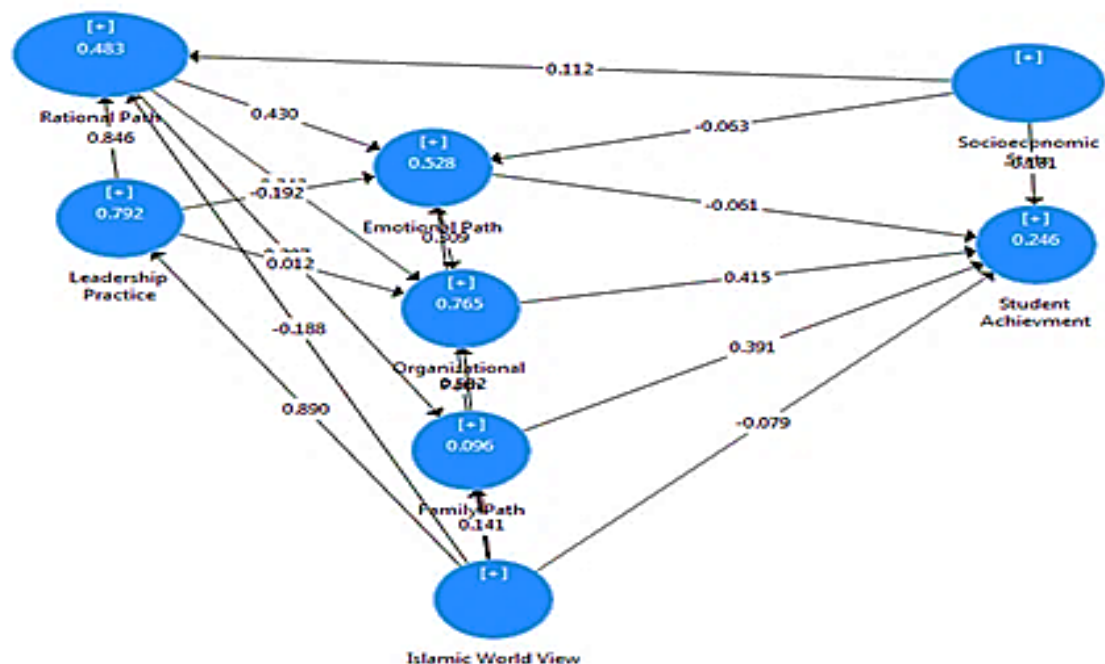 [+]
0.483
Rational Path
0.846
[+]
0.792
Leadership
Practice
0.112
[+]
Socioeconomic
0.430
-0.063
[+]
0.528
Emotional Path
-0.192
0.012
-0.061
[+]
0.246
Student
Achievment
[+]
0.765
Organizational
0.415
-0.188
0.391
0.890
[+]
0.096
Family Path
0.141
-0.079
[+]
Islamic World View